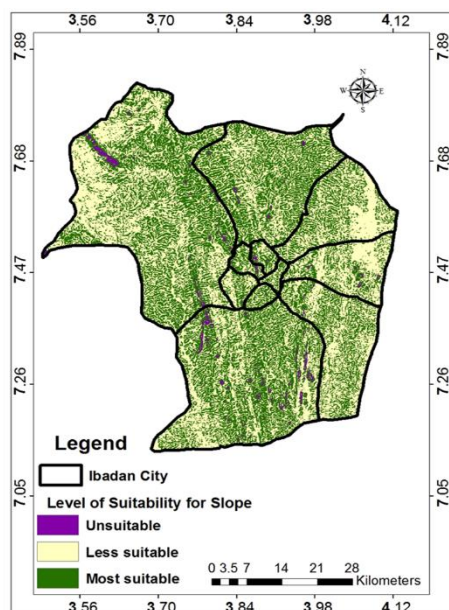 3.56 3.70 3.84 3.98 4.12
7.89 7.89
N
W E
S
7.68 7.68
7.47 7.47
7.26 7.26
Legend
Ibadan City
7.05 7.05
Level of Suitability for Slope
Unsuitable
Less suitable
Most suitable
0 3.5 7 14 21 28
Kilometers
3.56 3.70 3.84 3.98 4.12